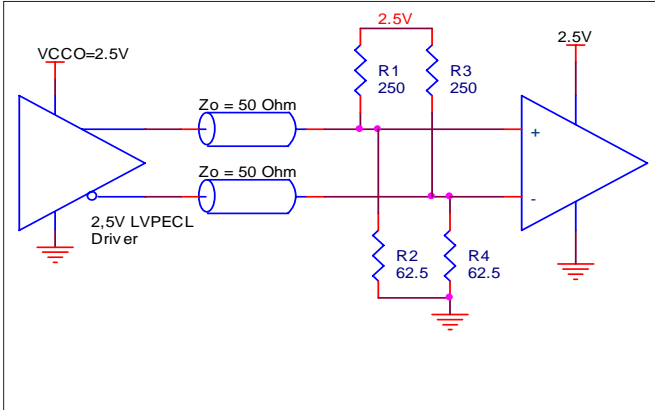 2.5V
VCCO=2.5V
2.5V
R1
250
R3
250
Zo = 50 Ohm
+
Zo = 50 Ohm
-
2,5V LVPECL
Driver
R2
62.5
R4
62.5